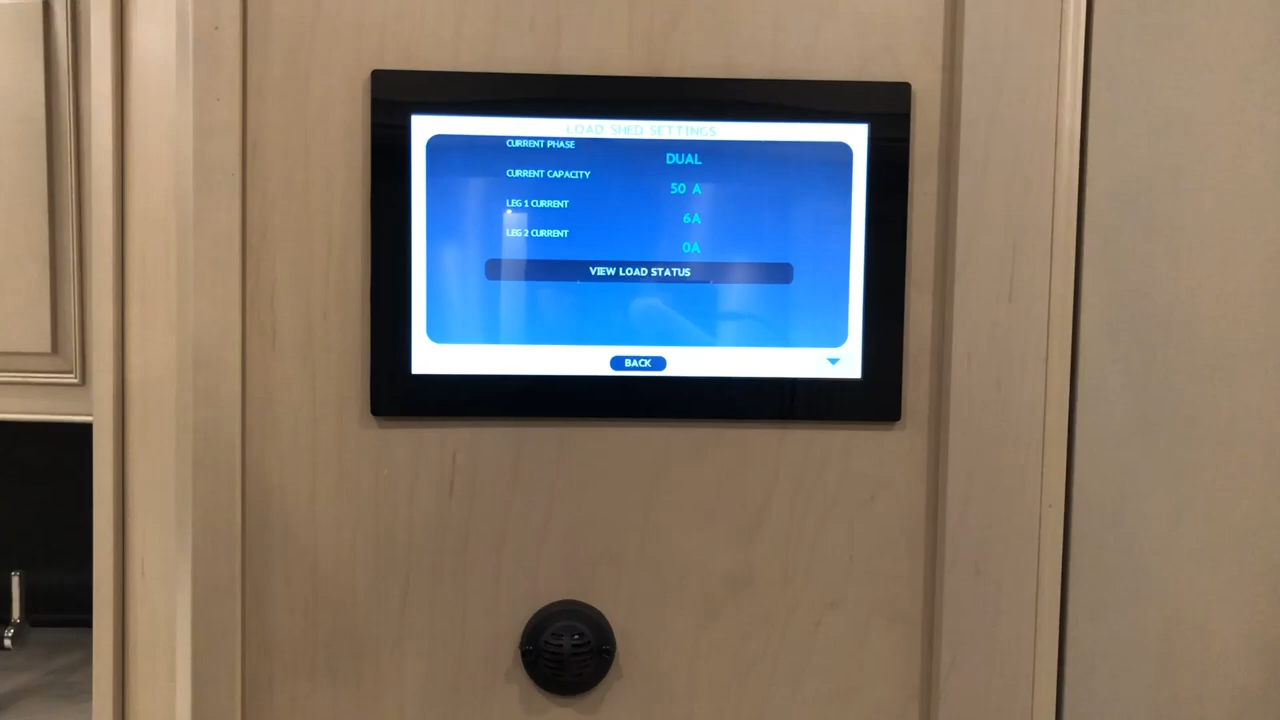 LOAD SHED SETTINGS
CURRENT PHASE
DUAL
CURRENT CAPACITY
50 A
LEG 1 CURRENT
6A
LEG 2 CURRENT
0A
VIEW LOAD STATUS
BACK